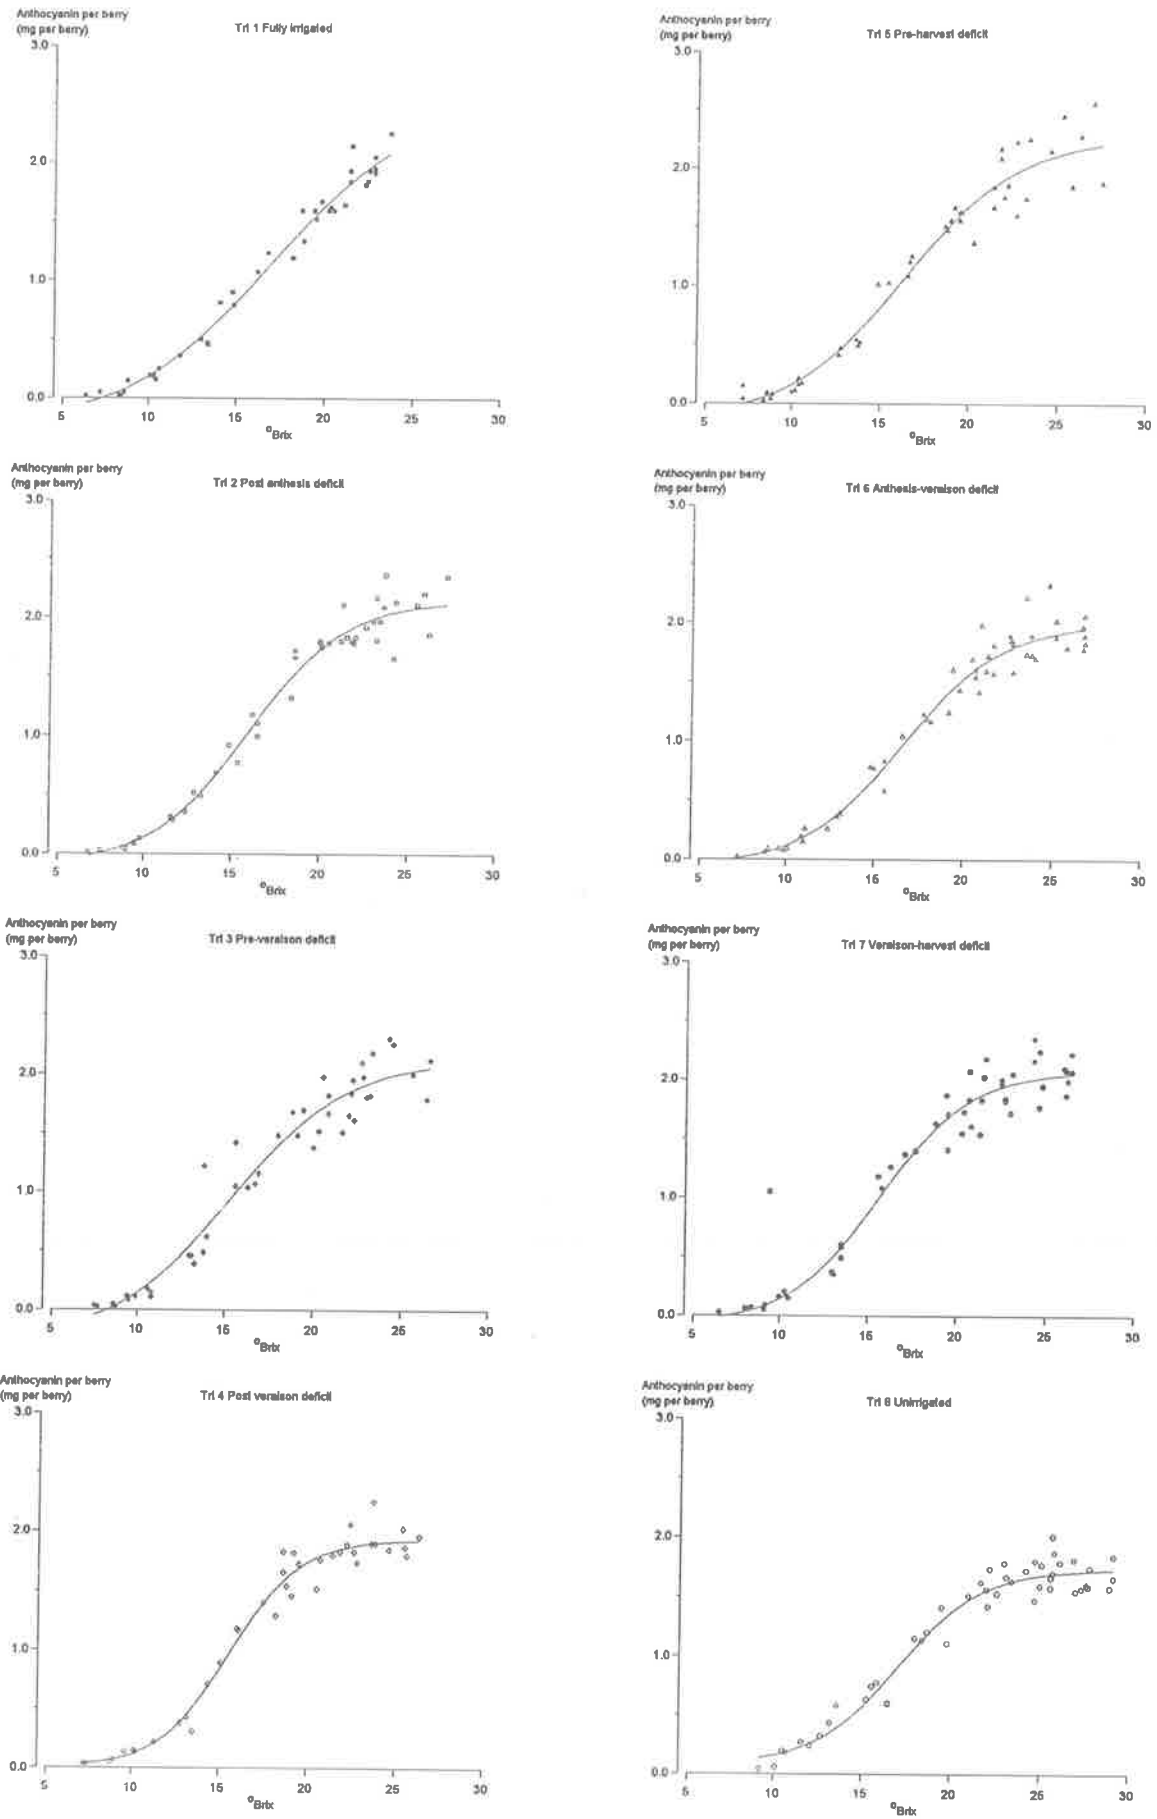 Anthocyanin per berry
(mg per berry)
Trt 1 Fully irrigated
3.0
2.0
1.0
0.0
5 10 15 20 25 30
°Brix
Anthocyanin per berry
(mg per berry)
Trt 5 Pre-harvest deficit
3.0
2.0
1.0
0.0
5 10 15 20 25 30
°Brix
Anthocyanin per berry
(mg per berry)
Trt 2 Post anthesis deficit
3.0
2.0
1.0
0.0
5 10 15 20 25 30
°Brix
Anthocyanin per berry
(mg per berry)
Trt 6 Anthesis-veraison deficit
3.0
2.0
1.0
0.0
5 10 15 20 25 30
°Brix
Anthocyanin per berry
(mg per berry)
Trt 3 Pre-veraison deficit
3.0
2.0
1.0
0.0
5 10 15 20 25 30
°Brix
Anthocyanin per berry
(mg per berry)
Trt 7 Veraison-harvest deficit
3.0
2.0
1.0
0.0
5 10 15 20 25 30
°Brix
Anthocyanin per berry
(mg per berry)
Trt 4 Post veraison deficit
3.0
2.0
1.0
0.0
5 10 15 20 25 30
°Brix
Anthocyanin per berry
(mg per berry)
Trt 8 Unirrigated
3.0
2.0
1.0
0.0
5 10 15 20 25 30
°Brix